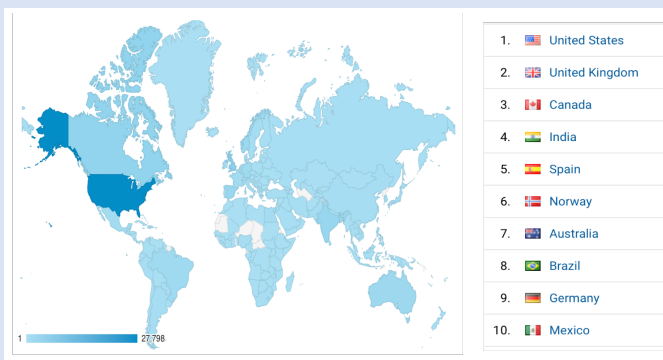 1 27,798
1. United States
2. United Kingdom
3. Canada
4. India
5. Spain
6. Norway
7. Australia
8. Brazil
9. Germany
10. Mexico